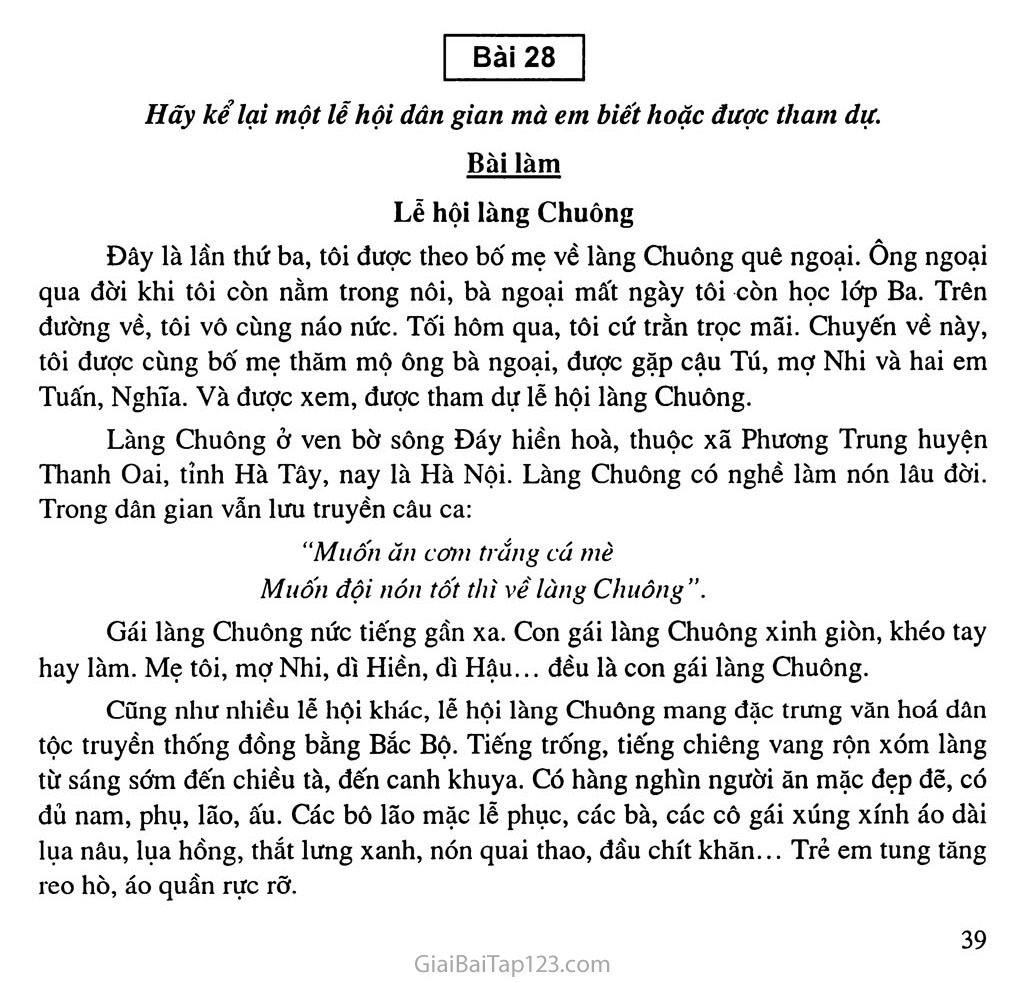 Bài 28
Hãy kể lại một lễ hội dân gian mà em biết hoặc được tham dự.
Bài làm
Lễ hội làng Chuông
Đây là lần thứ ba, tôi được theo bố mẹ về làng Chuông quê ngoại. Ông ngoại
qua đời khi tôi còn nằm trong nôi, bà ngoại mất ngày tôi còn học lớp Ba. Trên
đường về, tôi vô cùng náo nức. Tối hôm qua, tôi cứ trằn trọc mãi. Chuyến về này,
tôi được cùng bố mẹ thăm mộ ông bà ngoại, được gặp cậu Tú, mợ Nhi và hai em
Tuấn, Nghĩa. Và được xem, được tham dự lễ hội làng Chuông.
Làng Chuông ở ven bờ sông Đáy hiền hoà, thuộc xã Phương Trung huyện
Thanh Oai, tỉnh Hà Tây, nay là Hà Nội. Làng Chuông có nghề làm nón lâu đời.
Trong dân gian vẫn lưu truyền câu ca:
“Muốn ăn cơm trắng cá mè
Muốn đội nón tốt thì về làng Chuông”.
Gái làng Chuông nức tiếng gần xa. Con gái làng Chuông xinh giòn, khéo tay
hay làm. Mẹ tôi, mợ Nhi, dì Hiền, dì Hậu... đều là con gái làng Chuông.
Cũng như nhiều lễ hội khác, lễ hội làng Chuông mang đặc trưng văn hoá dân
tộc truyền thống đồng bằng Bắc Bộ. Tiếng trống, tiếng chiêng vang rộn xóm làng
từ sáng sớm đến chiều tà, đến canh khuya. Có hàng nghìn người ăn mặc đẹp đẽ, có
đủ nam, phụ, lão, ấu. Các bô lão mặc lễ phục, các bà, các cô gái xúng xính áo dài
lụa nâu, lụa hồng, thắt lưng xanh, nón quai thao, đầu chít khăn... Trẻ em tung tăng
reo hò, áo quần rực rỡ.
39
GiaiBaiTap123.com